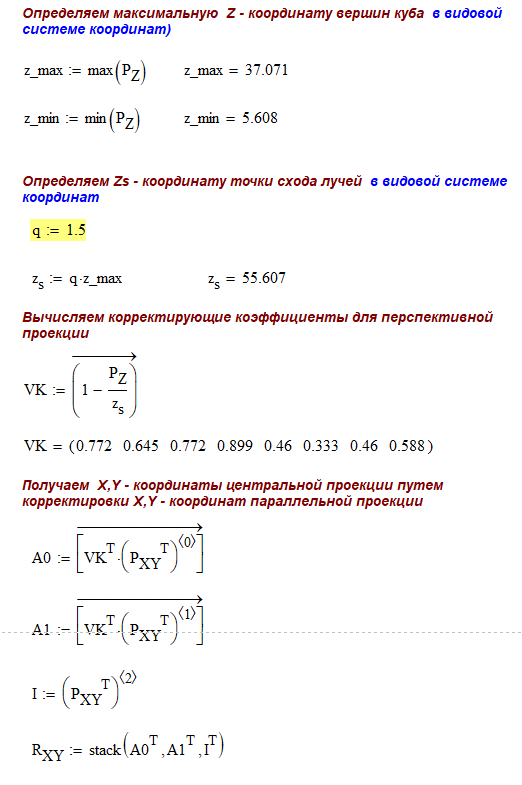 Определяем максимальную Z - координату вершин куба в видовой
системе координат)
z_max := max(P_Z) z_max = 37.071
z_min := min(P_Z) z_min = 5.608
Определяем Zs - координату точки схода лучей в видовой системе
координат
q := 1.5
z_s := q·z_max z_s = 55.607
Вычисляем корректирующие коэффициенты для перспективной
проекции
VK := (1 − P_Z / z_s)
VK = (0.772 0.645 0.772 0.899 0.46 0.333 0.46 0.588)
Получаем X,Y - координаты центральной проекции путем
корректировки X,Y - координат параллельной проекции
A0 := [VK^T·(P_XY^T)^⟨0⟩]
A1 := [VK^T·(P_XY^T)^⟨1⟩]
I := (P_XY^T)^⟨2⟩
R_XY := stack(A0^T, A1^T, I^T)